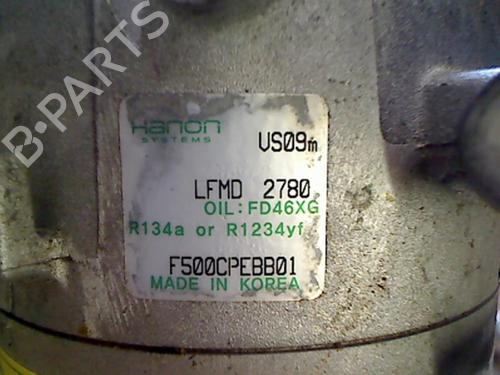 B-PARTS
Hanon
SYSTEMS
VS09m
LFMD 2780
OIL:FD46XG
R134a or R1234yf
F500CPEBB01
MADE IN KOREA